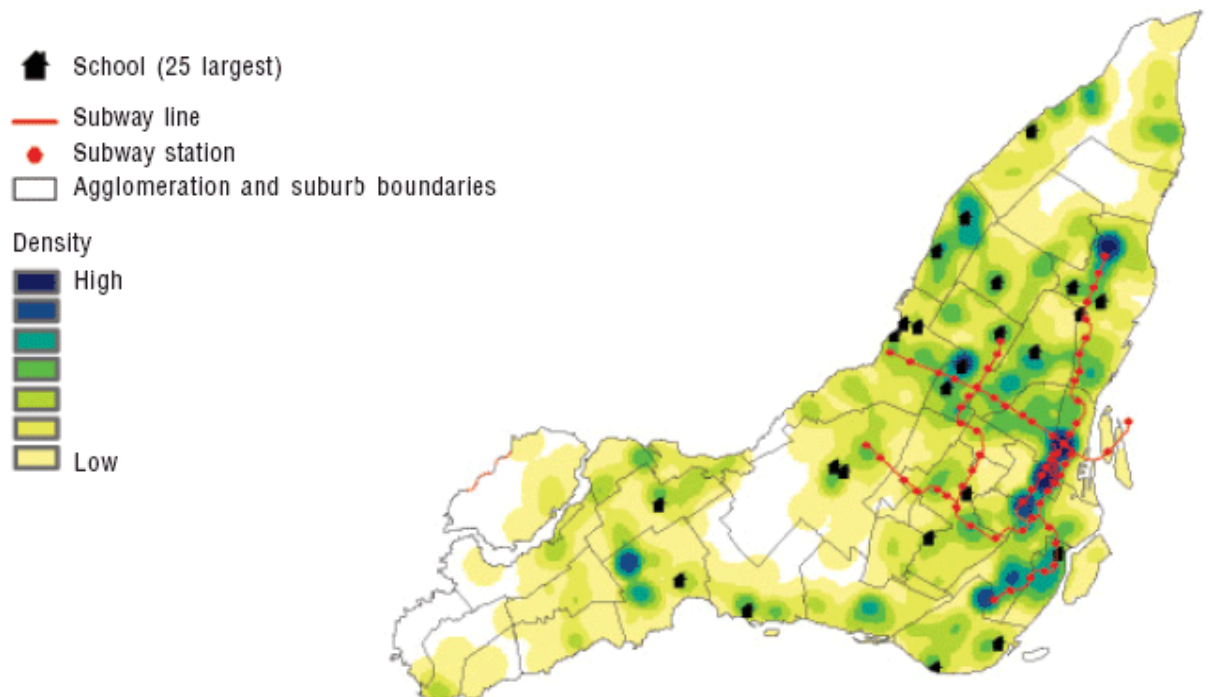 School (25 largest)
Subway line
Subway station
Agglomeration and suburb boundaries
Density
High
Low